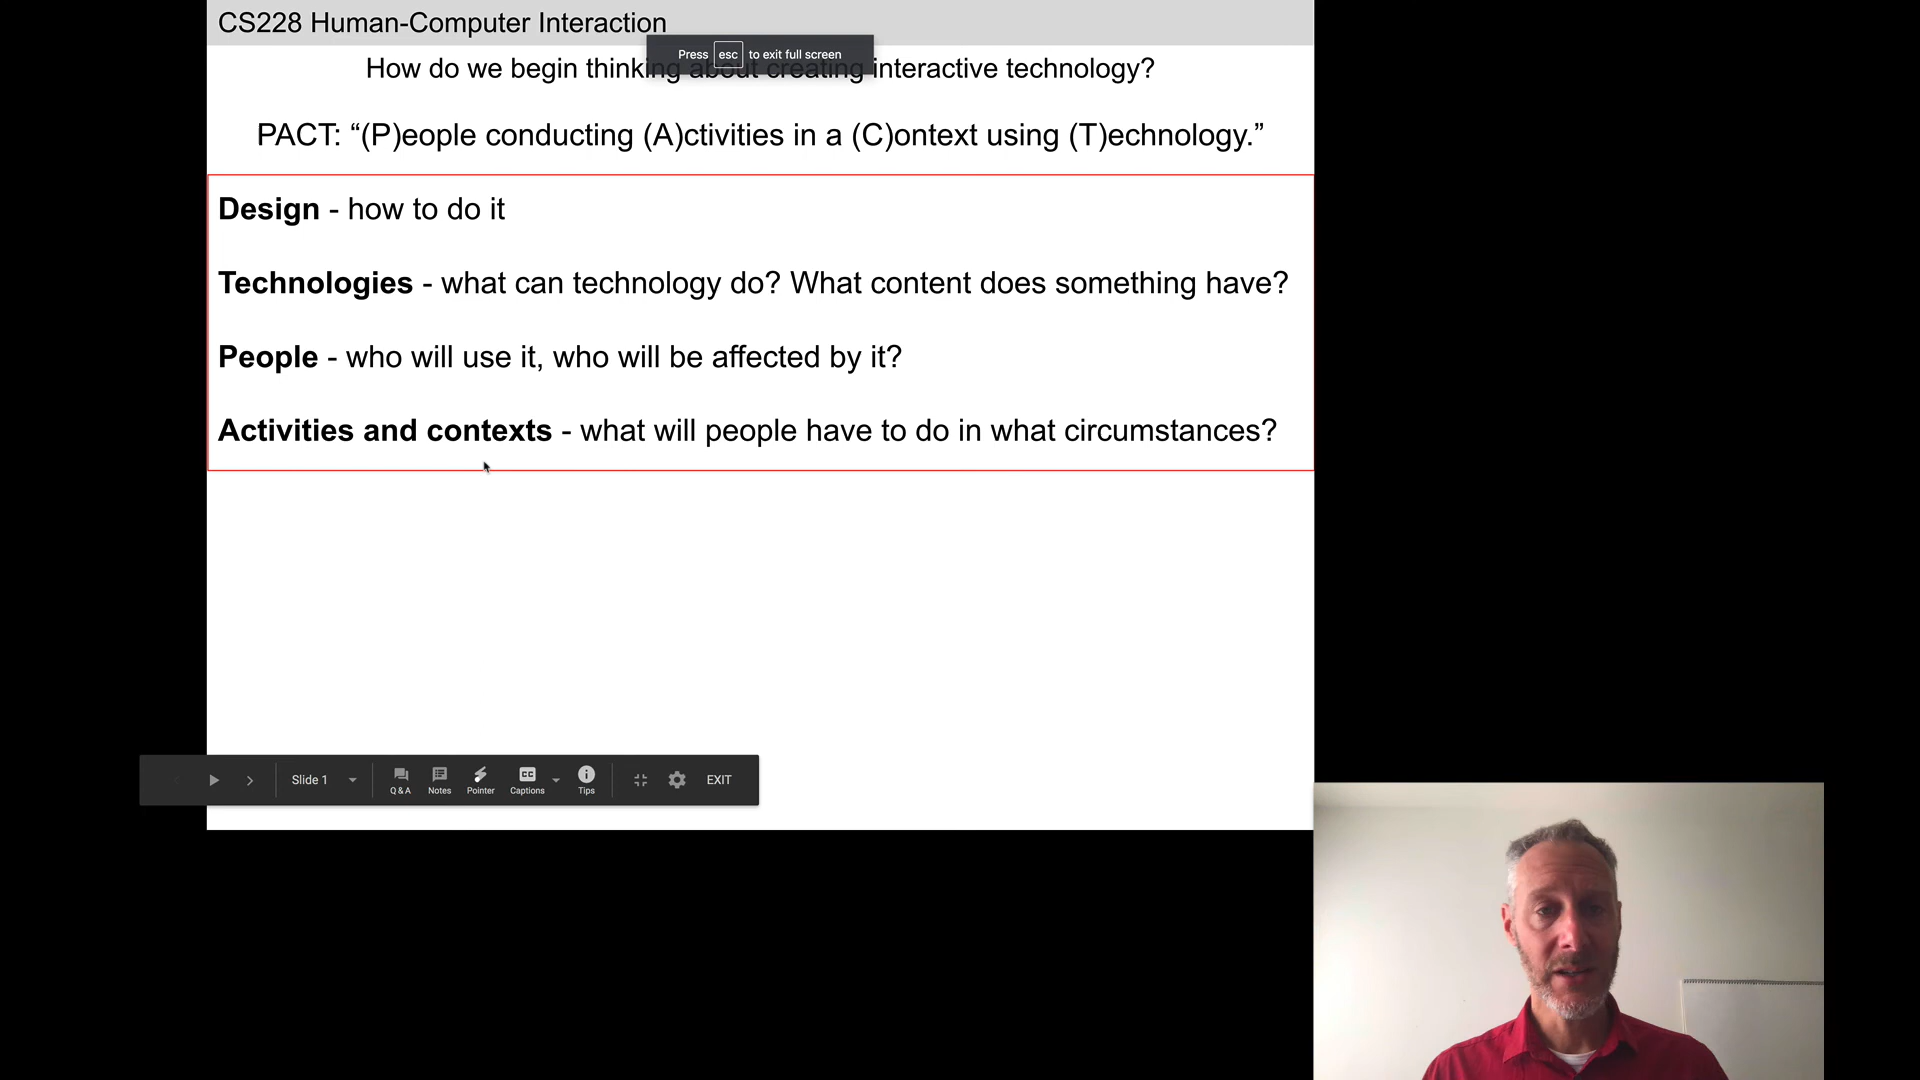 CS228 Human-Computer Interaction
Press esc to exit full screen
How do we begin thinking about creating interactive technology?
PACT: “(P)eople conducting (A)ctivities in a (C)ontext using (T)echnology.”
Design - how to do it
Technologies - what can technology do? What content does something have?
People - who will use it, who will be affected by it?
Activities and contexts - what will people have to do in what circumstances?
Slide 1
Q & A
Notes
Pointer
CC
Captions
Tips
EXIT